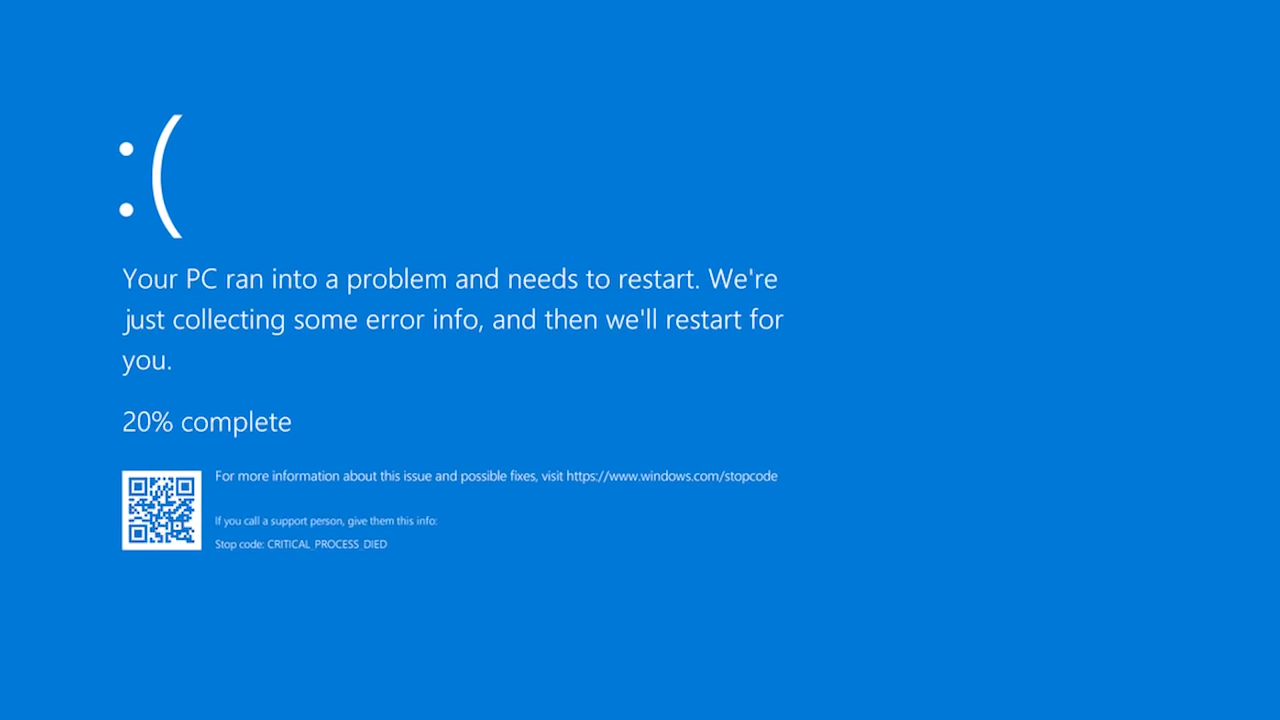 :(
Your PC ran into a problem and needs to restart. We're
just collecting some error info, and then we'll restart for
you.
20% complete
For more information about this issue and possible fixes, visit https://www.windows.com/stopcode
If you call a support person, give them this info:
Stop code: CRITICAL_PROCESS_DIED